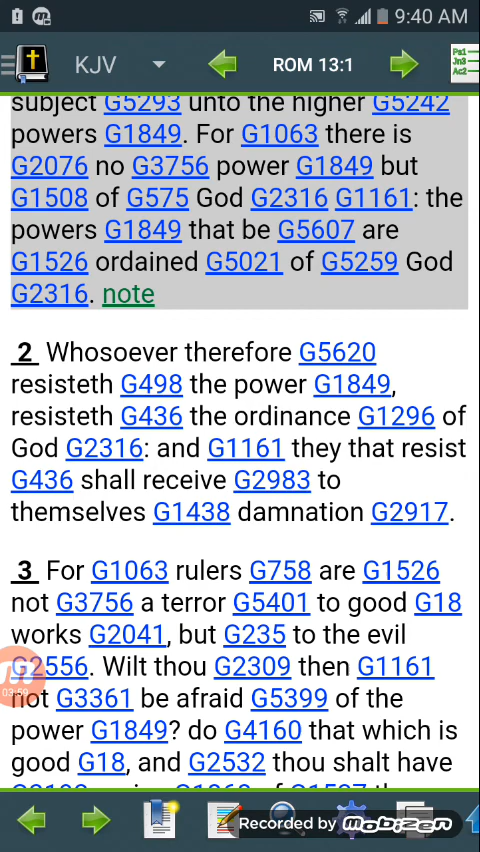 9:40 AM
KJV ROM 13:1 Ps1
Jn3
Ac2
subject G5293 unto the higher G5242
powers G1849. For G1063 there is
G2076 no G3756 power G1849 but
G1508 of G575 God G2316 G1161: the
powers G1849 that be G5607 are
G1526 ordained G5021 of G5259 God
G2316. note
2 Whosoever therefore G5620
resisteth G498 the power G1849,
resisteth G436 the ordinance G1296 of
God G2316: and G1161 they that resist
G436 shall receive G2983 to
themselves G1438 damnation G2917.
3 For G1063 rulers G758 are G1526
not G3756 a terror G5401 to good G18
works G2041, but G235 to the evil
G2556. Wilt thou G2309 then G1161
03:59
not G3361 be afraid G5399 of the
power G1849? do G4160 that which is
good G18, and G2532 thou shalt have
Recorded by mobizen